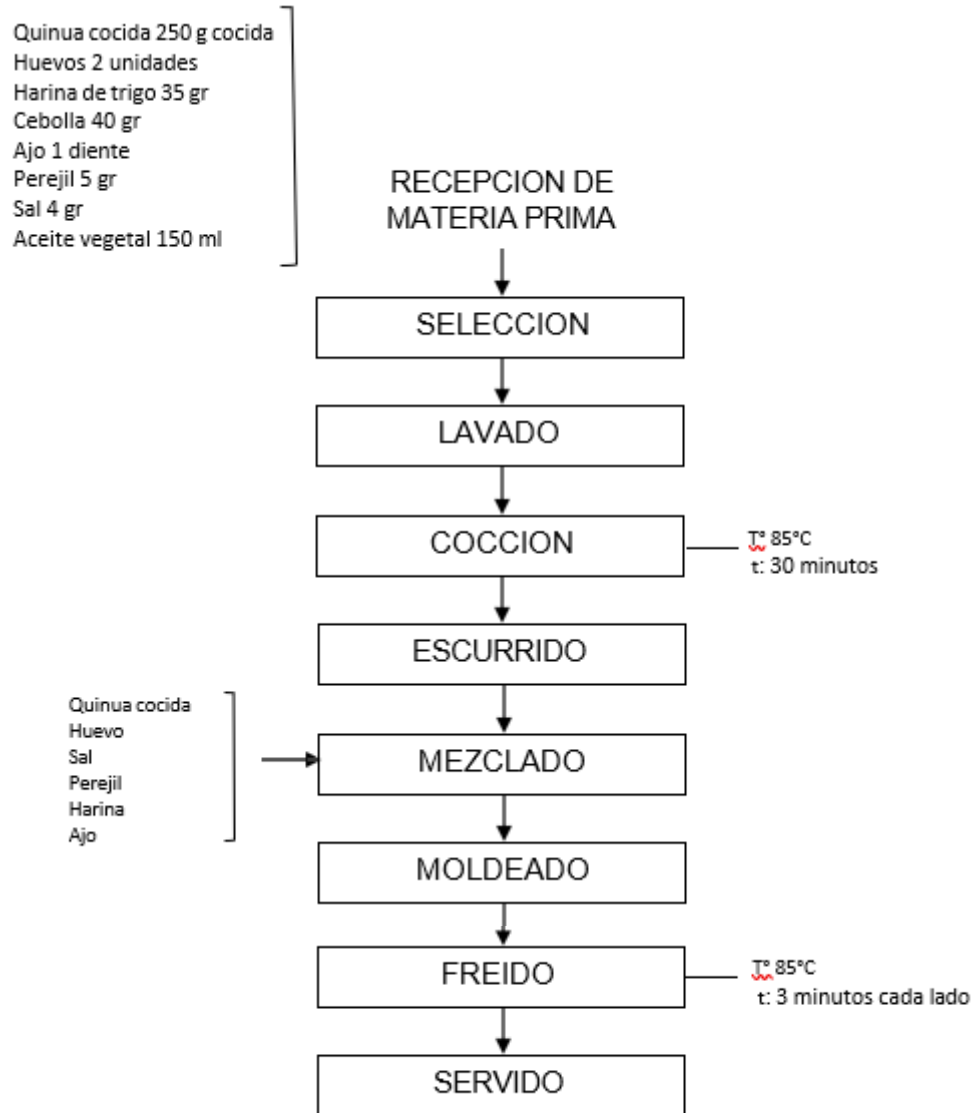 Quinua cocida 250 g cocida
Huevos 2 unidades
Harina de trigo 35 gr
Cebolla 40 gr
Ajo 1 diente
Perejil 5 gr
Sal 4 gr
Aceite vegetal 150 ml
RECEPCION DE
MATERIA PRIMA
SELECCION
LAVADO
COCCION
T° 85°C
t: 30 minutos
ESCURRIDO
Quinua cocida
Huevo
Sal
Perejil
Harina
Ajo
MEZCLADO
MOLDEADO
FREIDO
T° 85°C
t: 3 minutos cada lado
SERVIDO